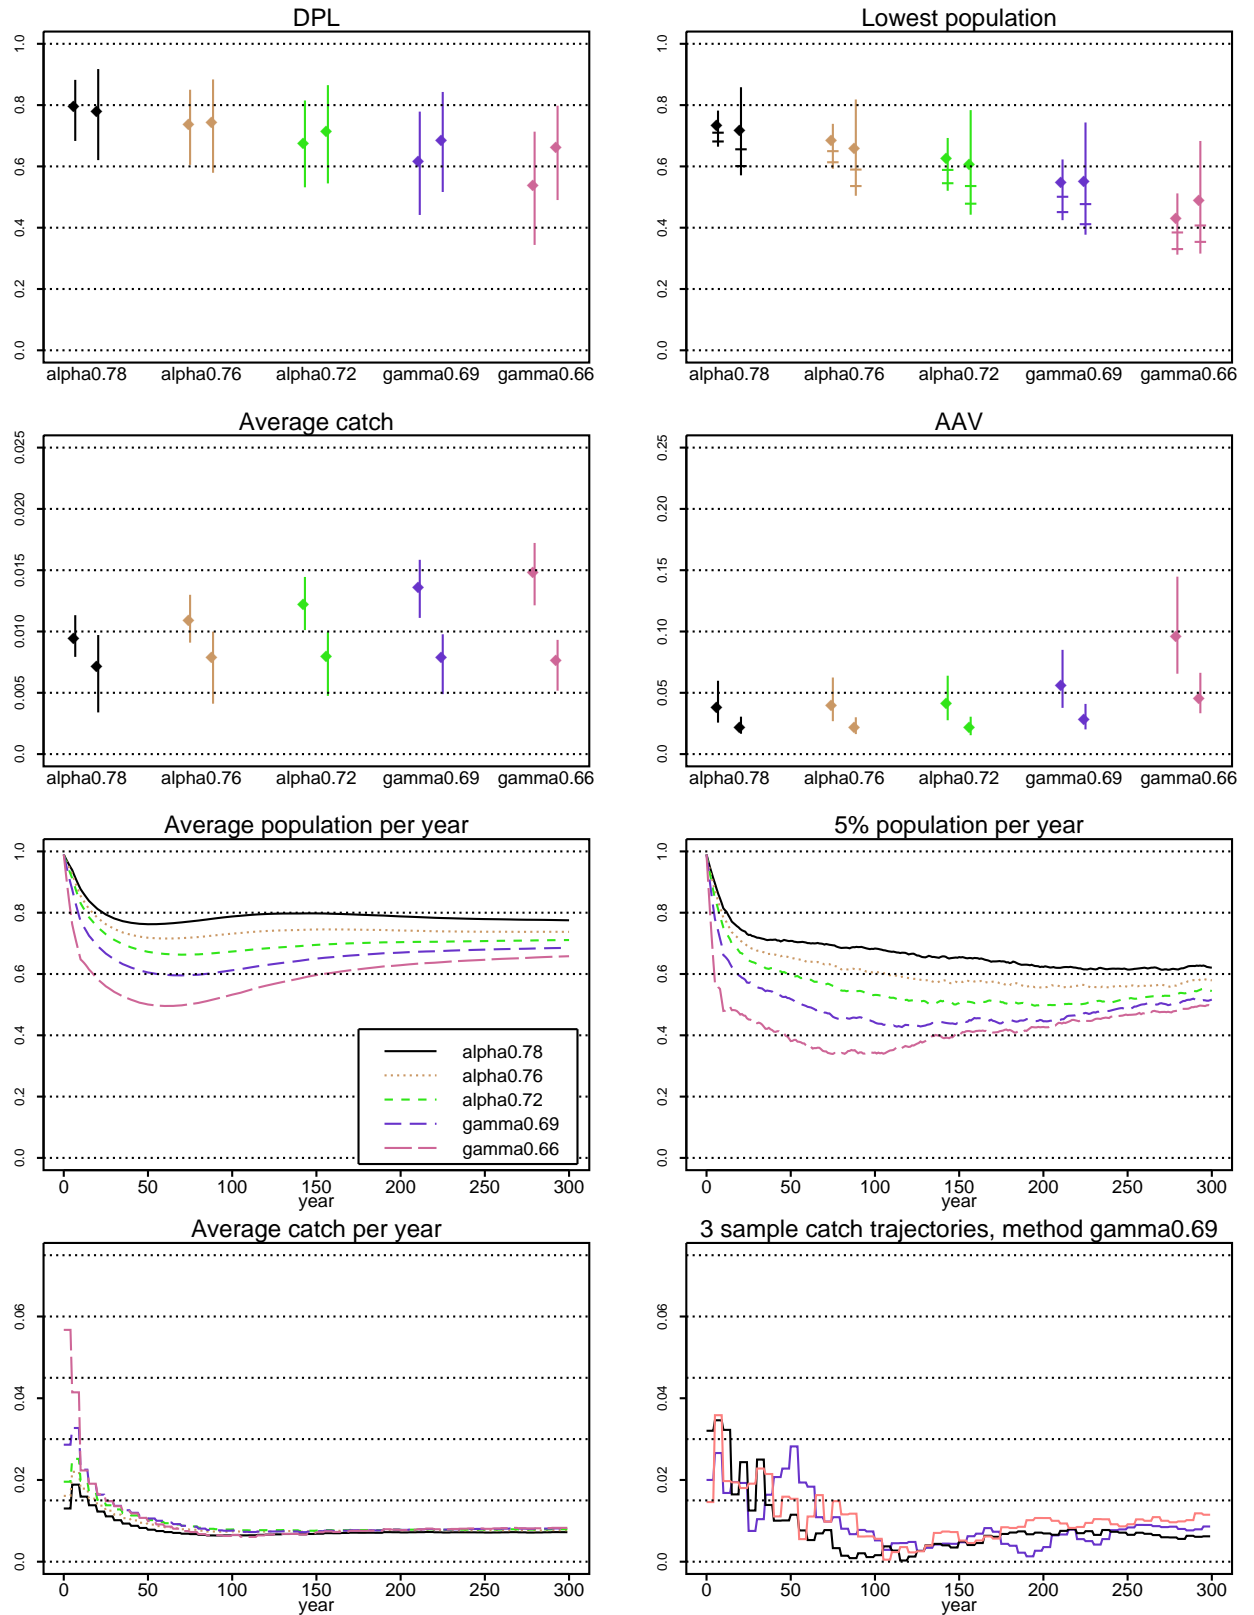 DPL
1.0
0.8
0.6
0.4
0.2
0.0
alpha0.78 alpha0.76 alpha0.72 gamma0.69 gamma0.66
Lowest population
1.0
0.8
0.6
0.4
0.2
0.0
alpha0.78 alpha0.76 alpha0.72 gamma0.69 gamma0.66
Average catch
0.025
0.020
0.015
0.010
0.005
0.0
alpha0.78 alpha0.76 alpha0.72 gamma0.69 gamma0.66
AAV
0.25
0.20
0.15
0.10
0.05
0.0
alpha0.78 alpha0.76 alpha0.72 gamma0.69 gamma0.66
Average population per year
1.0
0.8
0.6
0.4
0.2
0.0
alpha0.78
alpha0.76
alpha0.72
gamma0.69
gamma0.66
0 50 100 150 200 250 300
year
5% population per year
1.0
0.8
0.6
0.4
0.2
0.0
0 50 100 150 200 250 300
year
Average catch per year
0.06
0.04
0.02
0.0
0 50 100 150 200 250 300
year
3 sample catch trajectories, method gamma0.69
0.06
0.04
0.02
0.0
0 50 100 150 200 250 300
year